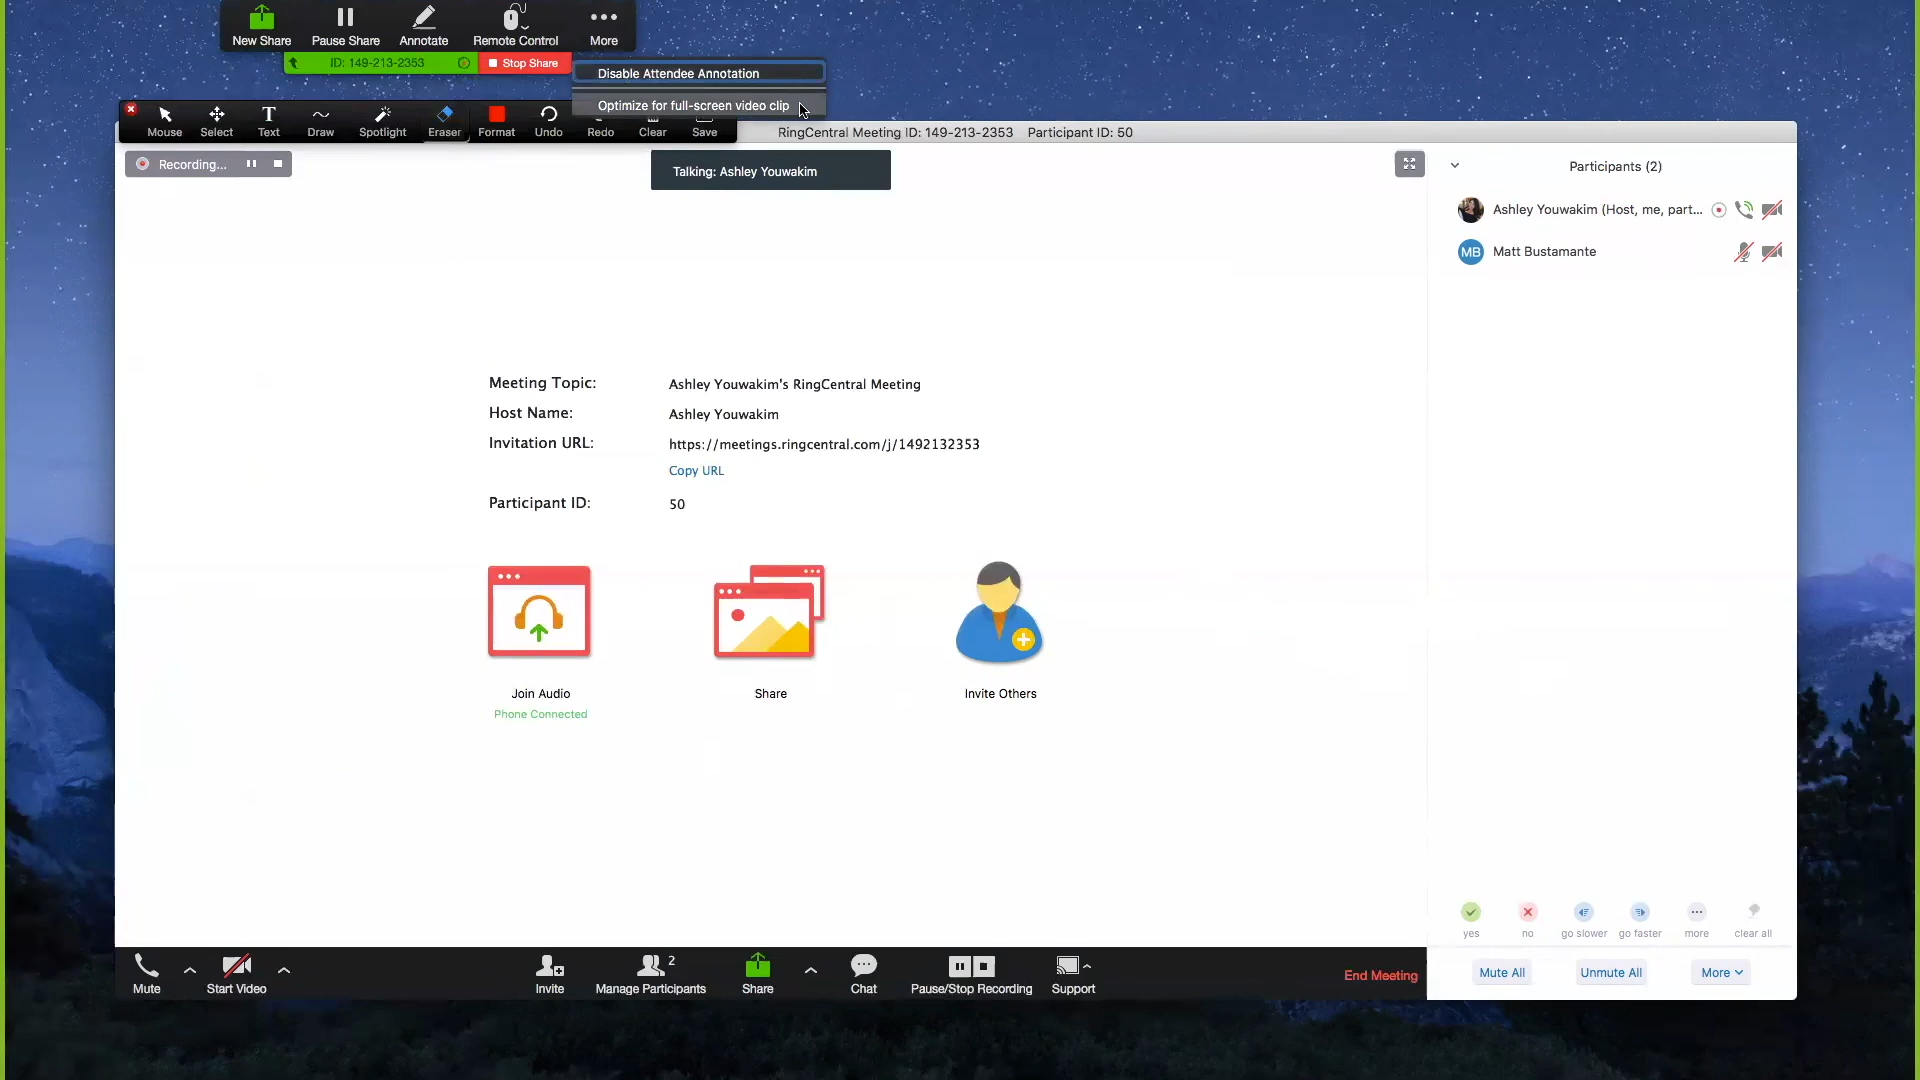 New Share
Pause Share
Annotate
Remote Control
More
ID: 149-213-2353
Stop Share
Disable Attendee Annotation
Optimize for full-screen video clip
Mouse
Select
T
Text
Draw
Spotlight
Eraser
Format
Undo
Redo
Clear
Save
RingCentral Meeting ID: 149-213-2353 Participant ID: 50
Recording...
Talking: Ashley Youwakim
Participants (2)
Ashley Youwakim (Host, me, part...
MB
Matt Bustamante
Meeting Topic: Ashley Youwakim's RingCentral Meeting
Host Name: Ashley Youwakim
Invitation URL: https://meetings.ringcentral.com/j/1492132353
Copy URL
Participant ID: 50
Join Audio
Phone Connected
Share
Invite Others
yes
no
go slower
go faster
more
clear all
Mute
Start Video
Invite
2
Manage Participants
Share
Chat
Pause/Stop Recording
Support
End Meeting
Mute All
Unmute All
More